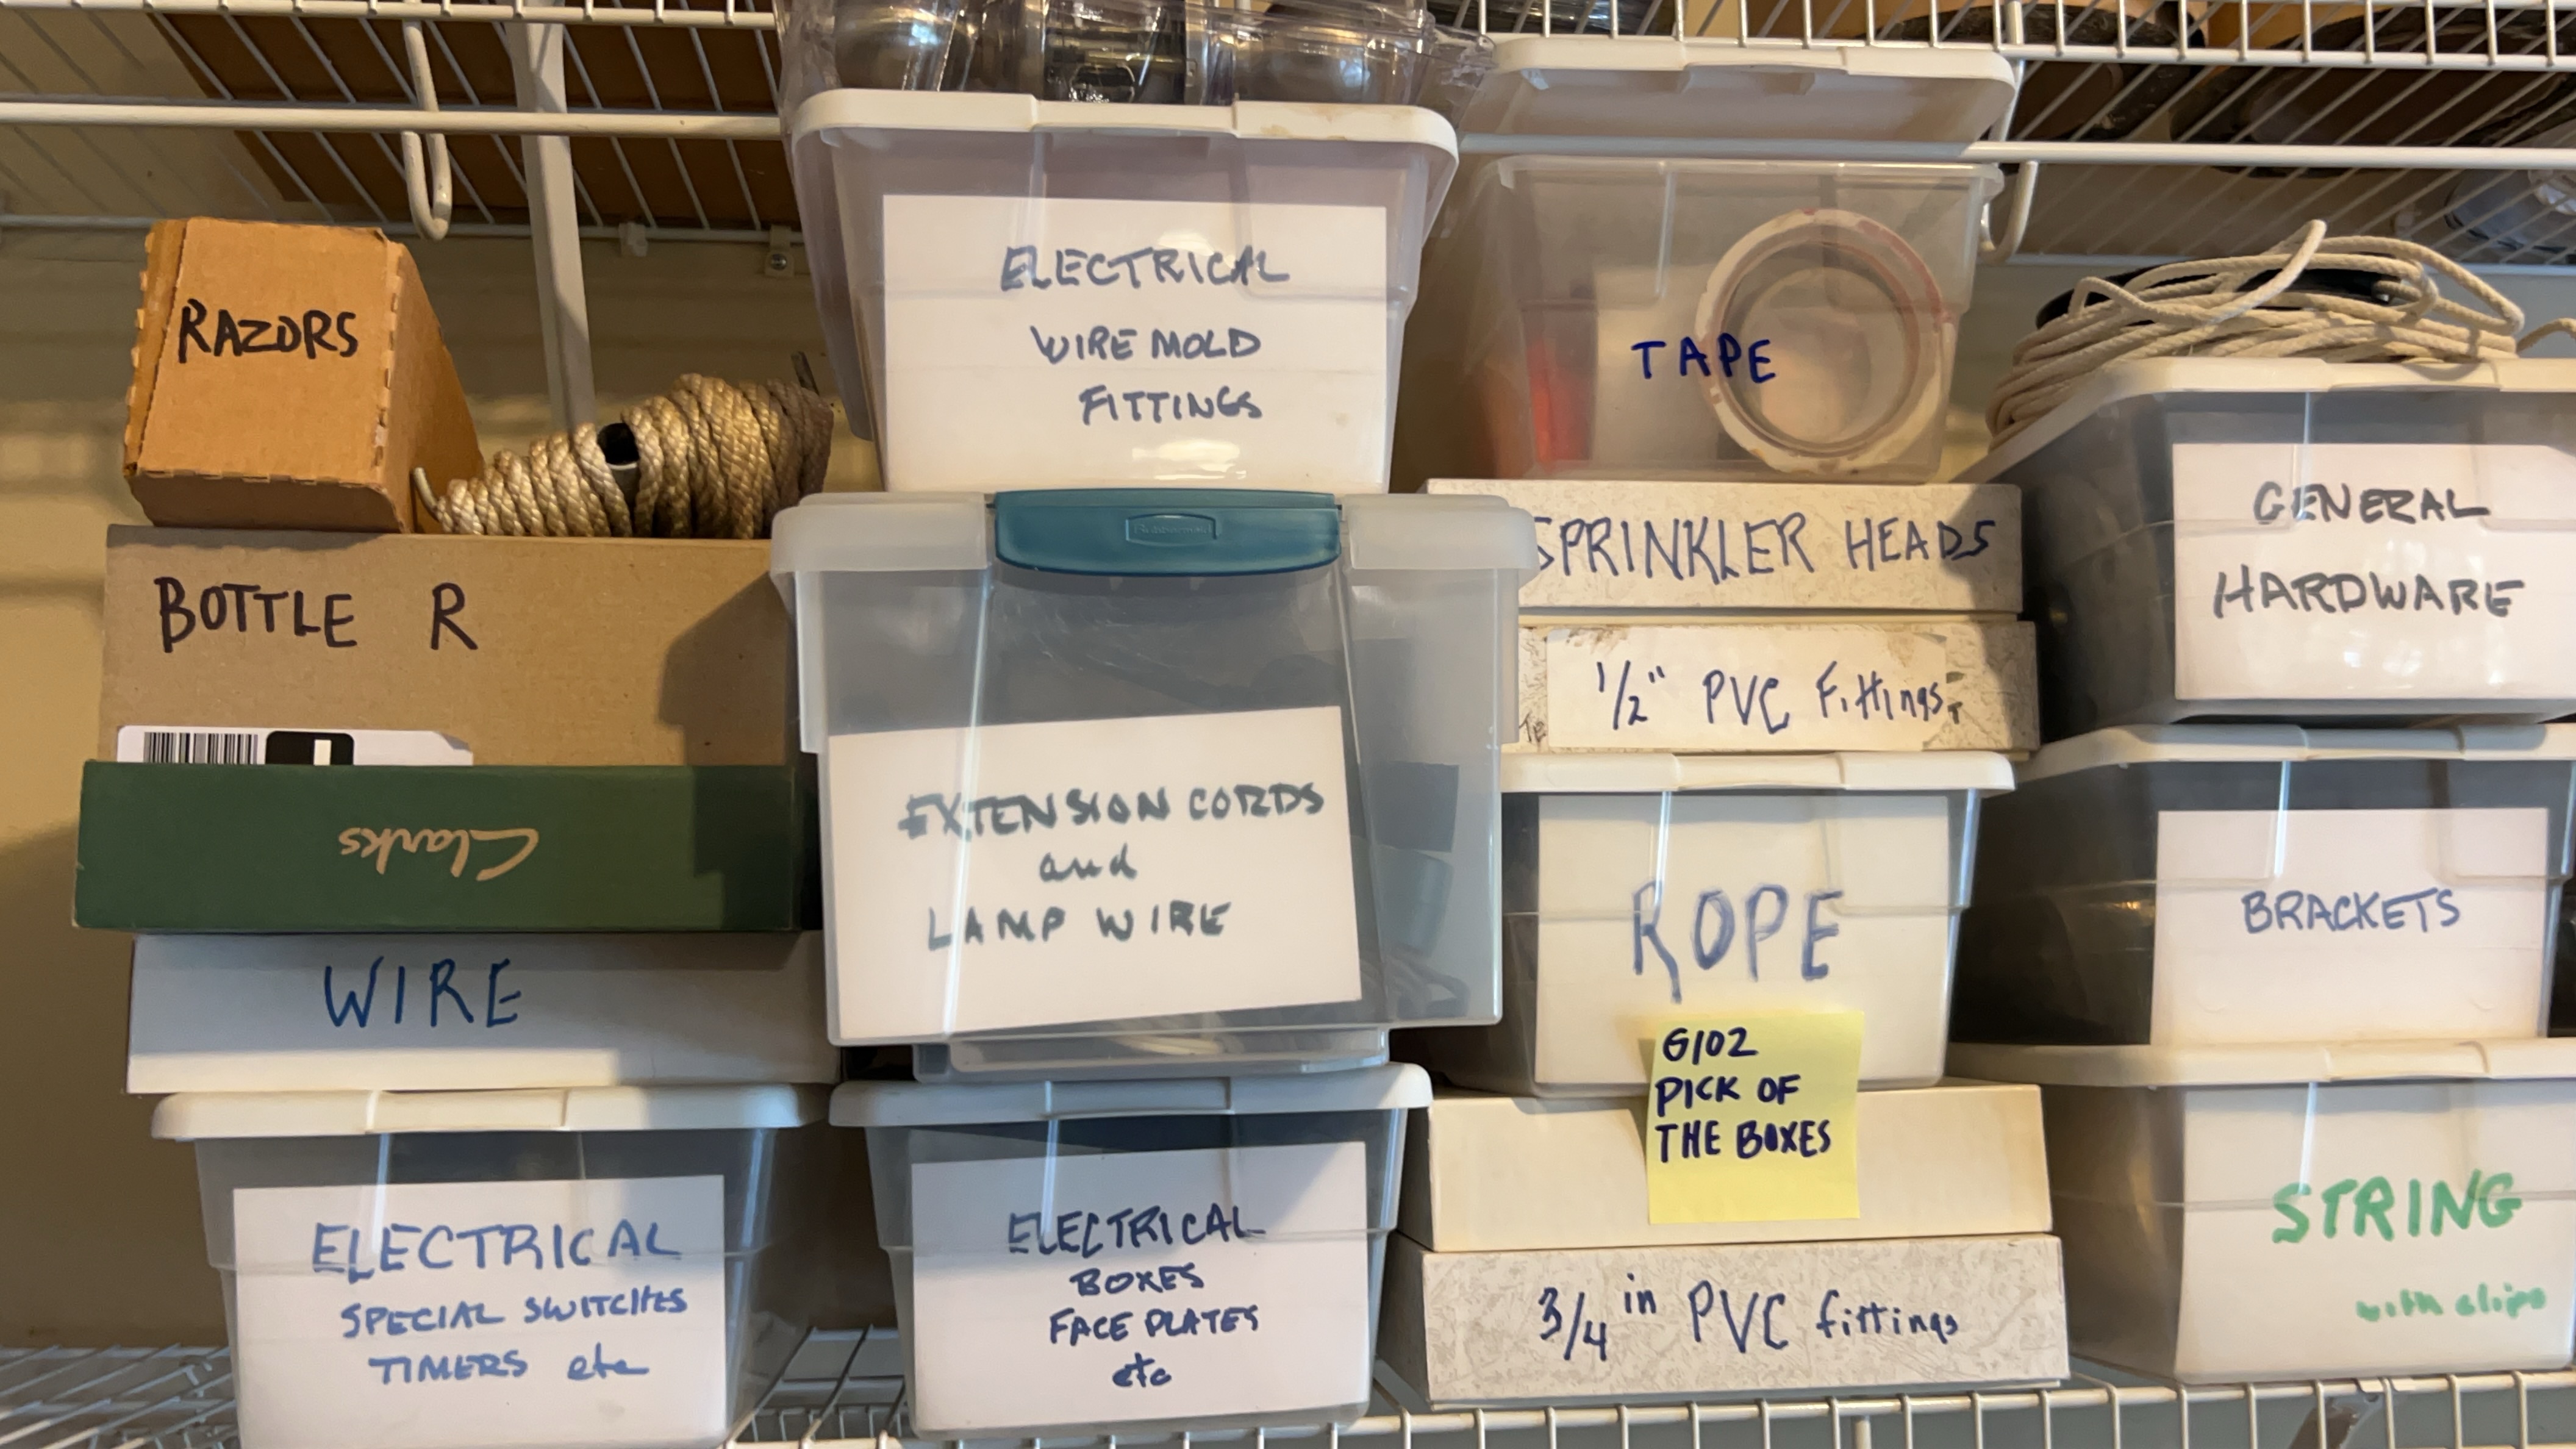 RAZORS
BOTTLE R
Clarks
WIRE
ELECTRICAL
SPECIAL SWITCHES
TIMERS etc
ELECTRICAL
WIRE MOLD
FITTINGS
Rubbermaid
EXTENSION CORDS
and
LAMP WIRE
ELECTRICAL
BOXES
FACE PLATES
etc
TAPE
SPRINKLER HEADS
1/2" PVC Fittings
ROPE
G102
PICK OF
THE BOXES
3/4 in PVC fittings
GENERAL
HARDWARE
BRACKETS
STRING
with clips